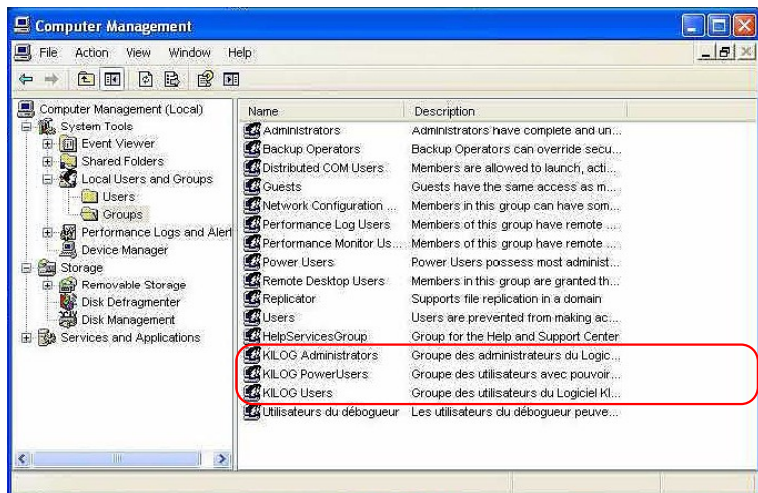 Computer Management
File Action View Window Help
Computer Management (Local)
System Tools
Event Viewer
Shared Folders
Local Users and Groups
Users
Groups
Performance Logs and Alert
Device Manager
Storage
Removable Storage
Disk Defragmenter
Disk Management
Services and Applications
Name Description
Administrators Administrators have complete and un...
Backup Operators Backup Operators can override secu...
Distributed COM Users Members are allowed to launch, acti...
Guests Guests have the same access as m...
Network Configuration ... Members in this group can have som...
Performance Log Users Members of this group have remote ...
Performance Monitor Us... Members of this group have remote ...
Power Users Power Users possess most administ...
Remote Desktop Users Members in this group are granted th...
Replicator Supports file replication in a domain
Users Users are prevented from making ac...
HelpServicesGroup Group for the Help and Support Center
KILOG Administrators Groupe des administrateurs du Logic...
KILOG PowerUsers Groupe des utilisateurs avec pouvoir...
KILOG Users Groupe des utilisateurs du Logiciel KI...
Utilisateurs du débogueur Les utilisateurs du débogueur peuve...